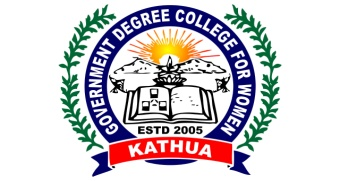 GOVERNMENT DEGREE COLLEGE FOR WOMEN
ESTD 2005
KATHUA